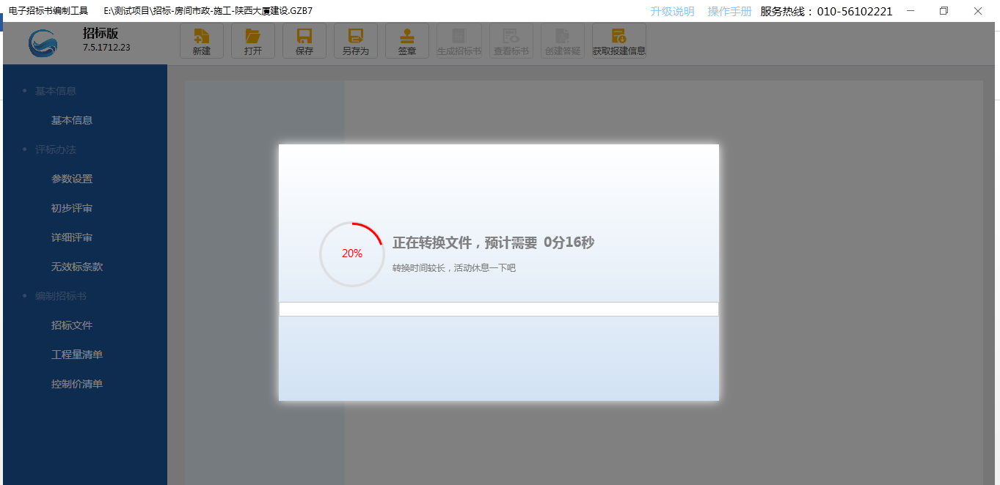 电子招标书编制工具 E:\测试项目\招标-房间市政-施工-陕西大厦建设.GZB7 升级说明 操作手册 服务热线：010-56102221
招标版
7.5.1712.23
新建 打开 保存 另存为 签章 生成招标书 查看标书 创建答疑 获取报建信息
基本信息
基本信息
评标办法
参数设置
初步评审
详细评审
无效标条款
编制招标书
招标文件
工程量清单
控制价清单
20%
正在转换文件，预计需要 0分16秒
转换时间较长，活动休息一下吧